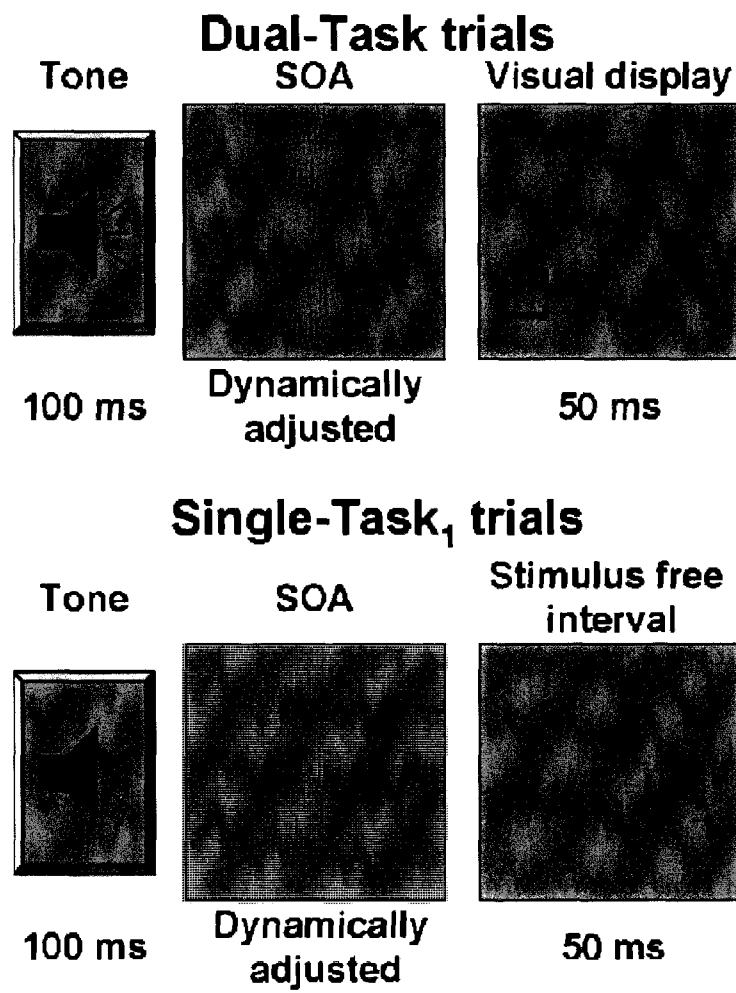 Dual-Task trials
Tone SOA Visual display
100 ms Dynamically adjusted 50 ms
Single-Task₁ trials
Tone SOA Stimulus free interval
100 ms Dynamically adjusted 50 ms